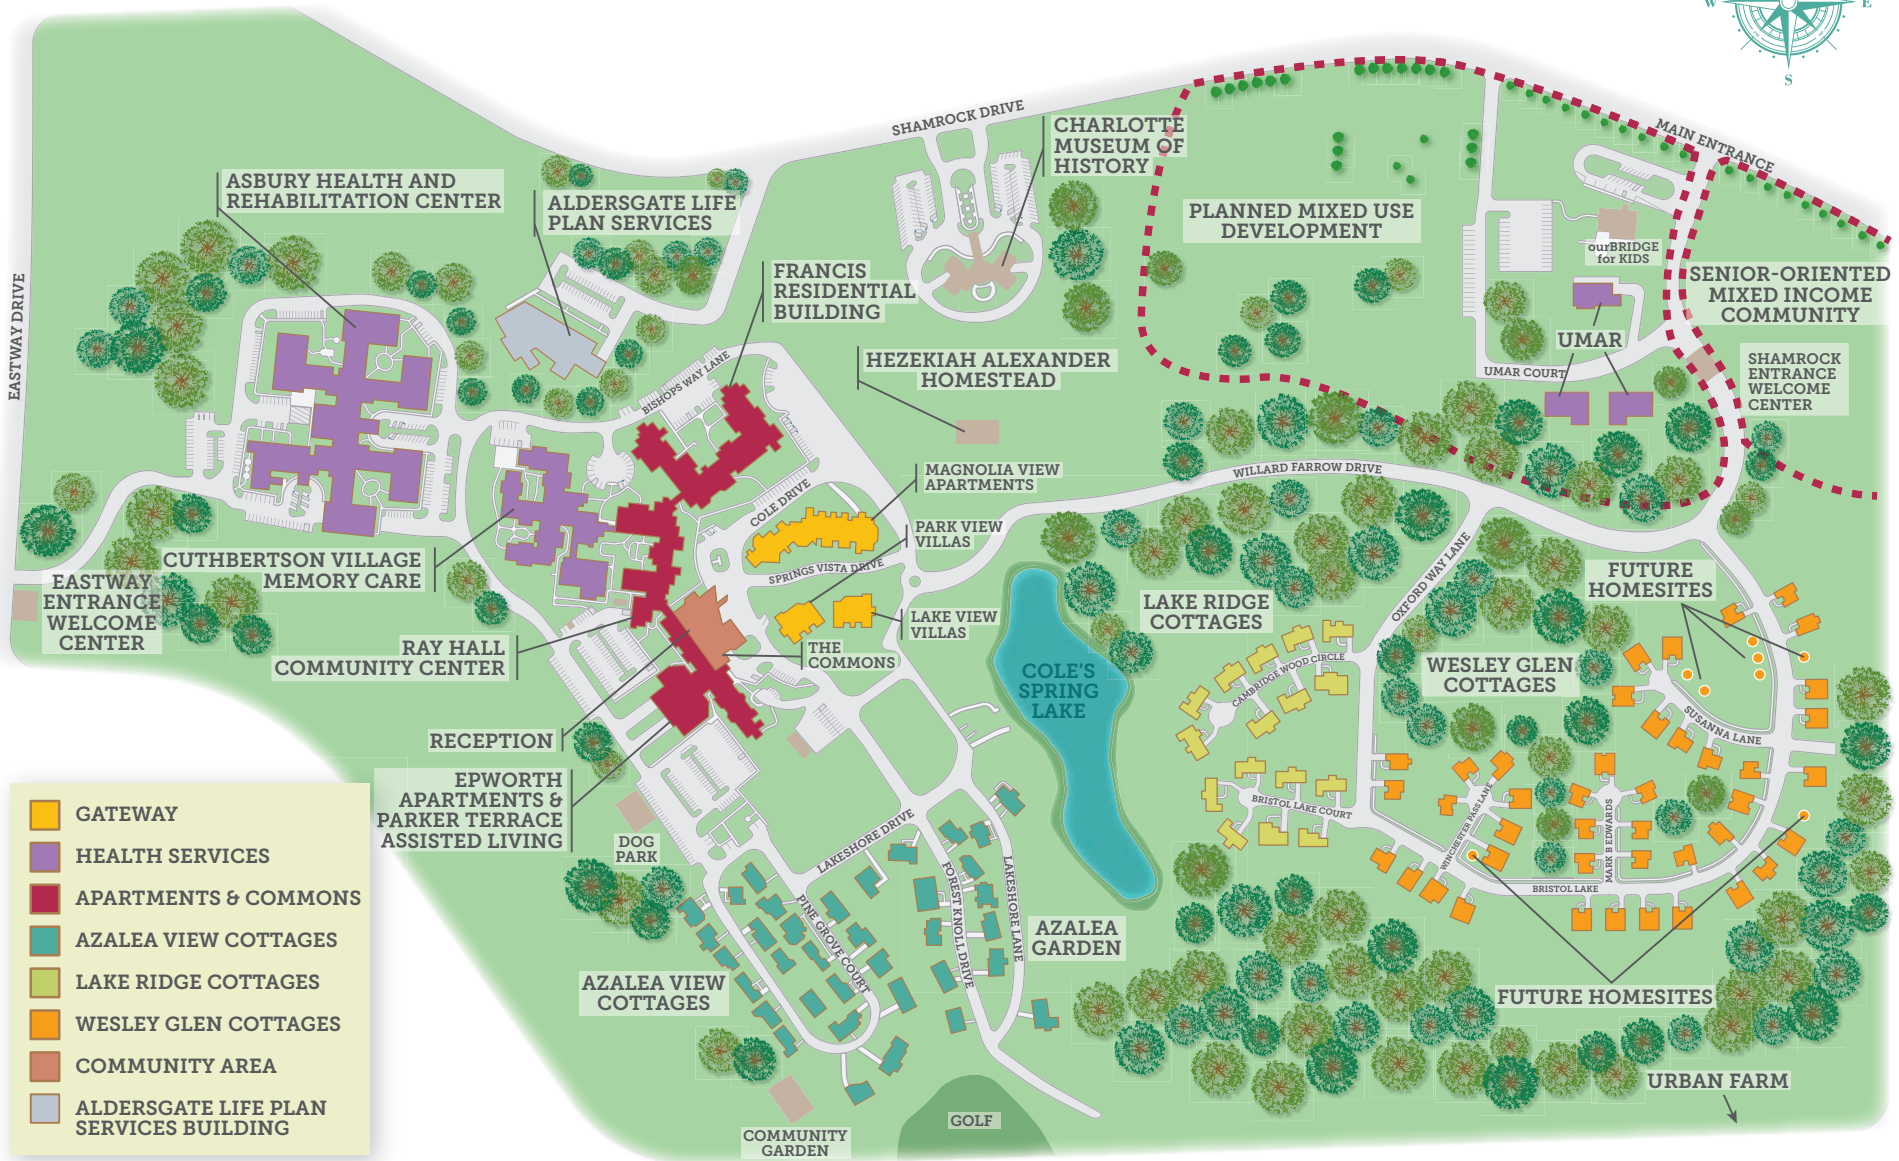 W
E
S
SHAMROCK DRIVE
MAIN ENTRANCE
CHARLOTTE
MUSEUM OF
HISTORY
ASBURY HEALTH AND
REHABILITATION CENTER
ALDERSGATE LIFE
PLAN SERVICES
PLANNED MIXED USE
DEVELOPMENT
ourBRIDGE
for KIDS
SENIOR-ORIENTED
MIXED INCOME
COMMUNITY
FRANCIS
RESIDENTIAL
BUILDING
EASTWAY DRIVE
UMAR
HEZEKIAH ALEXANDER
HOMESTEAD
UMAR COURT
SHAMROCK
ENTRANCE
WELCOME
CENTER
BISHOPS WAY LANE
MAGNOLIA VIEW
APARTMENTS
WILLARD FARROW DRIVE
COLE DRIVE
PARK VIEW
VILLAS
SPRINGS VISTA DRIVE
CUTHBERTSON VILLAGE
MEMORY CARE
EASTWAY
ENTRANCE
WELCOME
CENTER
OXFORD WAY LANE
FUTURE
HOMESITES
LAKE RIDGE
COTTAGES
LAKE VIEW
VILLAS
RAY HALL
COMMUNITY CENTER
THE
COMMONS
COLE'S
SPRING
LAKE
CAMBRIDGE WOOD CIRCLE
WESLEY GLEN
COTTAGES
SUSANNA LANE
RECEPTION
EPWORTH
APARTMENTS &
PARKER TERRACE
ASSISTED LIVING
BRISTOL LAKE COURT
WINCHESTER PASS LANE
MARK B EDWARDS
BRISTOL LAKE
DOG
PARK
LAKESHORE DRIVE
PINE GROVE COURT
FOREST KNOLL DRIVE
LAKESHORE LANE
AZALEA
GARDEN
AZALEA VIEW
COTTAGES
FUTURE HOMESITES
URBAN FARM
GOLF
COMMUNITY
GARDEN
GATEWAY
HEALTH SERVICES
APARTMENTS & COMMONS
AZALEA VIEW COTTAGES
LAKE RIDGE COTTAGES
WESLEY GLEN COTTAGES
COMMUNITY AREA
ALDERSGATE LIFE PLAN
SERVICES BUILDING